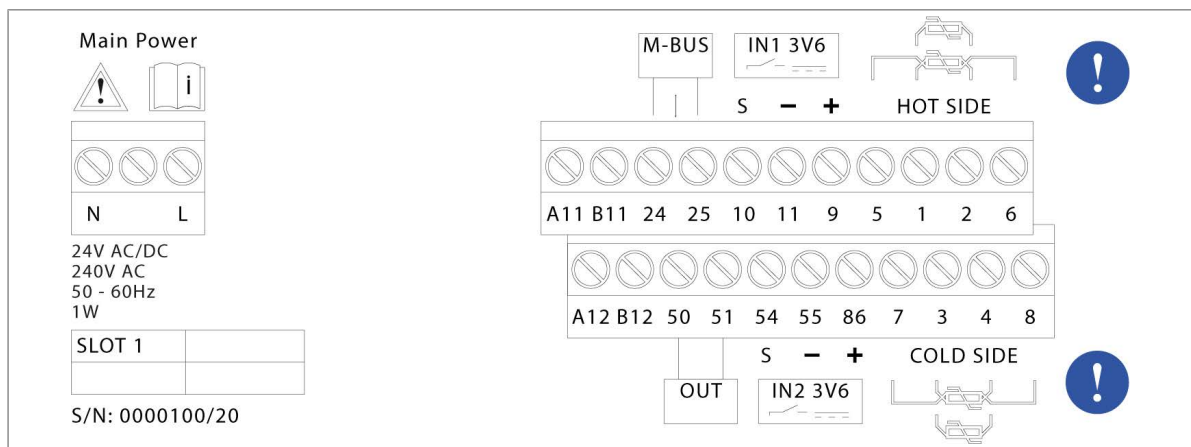 Main Power
! i
N L
24V AC/DC
240V AC
50 - 60Hz
1W
SLOT 1
S/N: 0000100/20
M-BUS IN1 3V6
S − + HOT SIDE
!
A11 B11 24 25 10 11 9 5 1 2 6
A12 B12 50 51 54 55 86 7 3 4 8
S − + COLD SIDE
OUT IN2 3V6
!